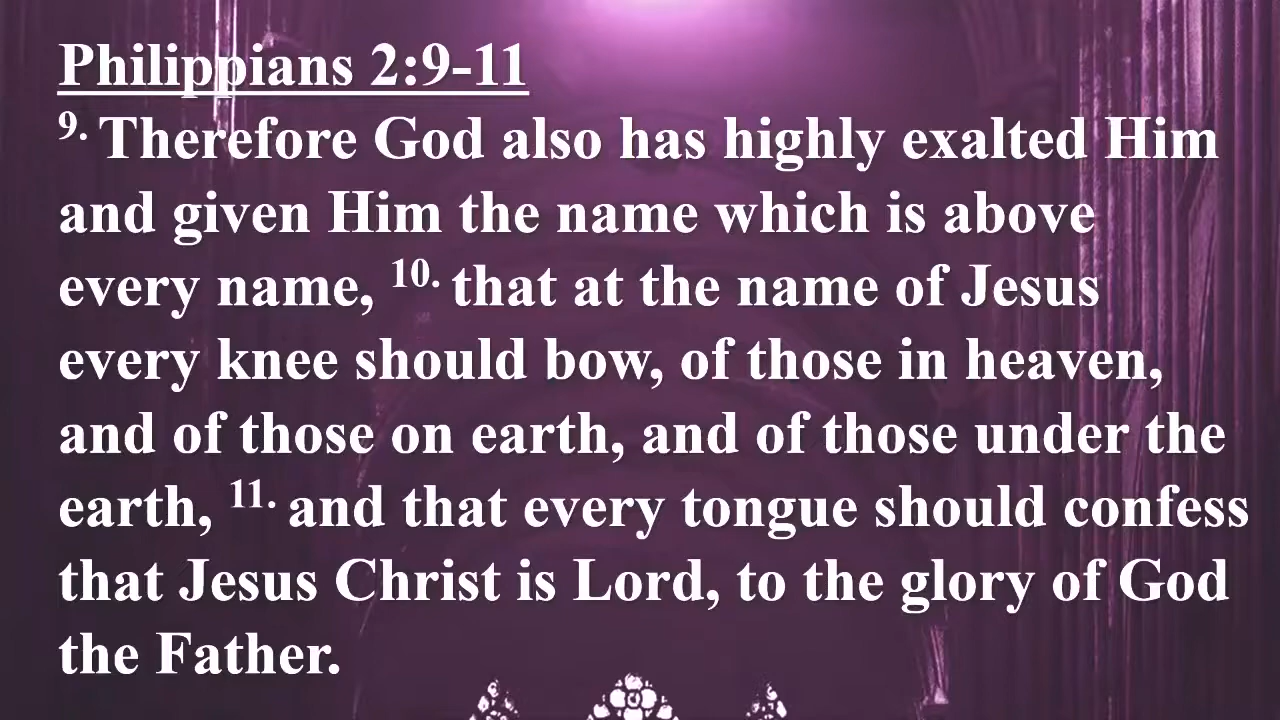 Philippians 2:9-11
9. Therefore God also has highly exalted Him
and given Him the name which is above
every name, 10. that at the name of Jesus
every knee should bow, of those in heaven,
and of those on earth, and of those under the
earth, 11. and that every tongue should confess
that Jesus Christ is Lord, to the glory of God
the Father.